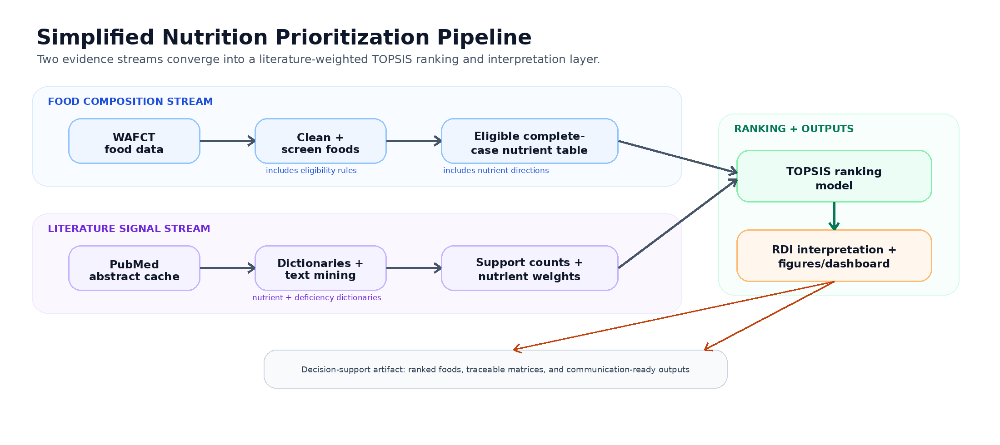 Simplified Nutrition Prioritization Pipeline
Two evidence streams converge into a literature-weighted TOPSIS ranking and interpretation layer.
FOOD COMPOSITION STREAM
WAFCT
food data
Clean +
screen foods
includes eligibility rules
Eligible complete-
case nutrient table
includes nutrient directions
LITERATURE SIGNAL STREAM
PubMed
abstract cache
Dictionaries +
text mining
nutrient + deficiency dictionaries
Support counts +
nutrient weights
RANKING + OUTPUTS
TOPSIS ranking
model
RDI interpretation +
figures/dashboard
Decision-support artifact: ranked foods, traceable matrices, and communication-ready outputs